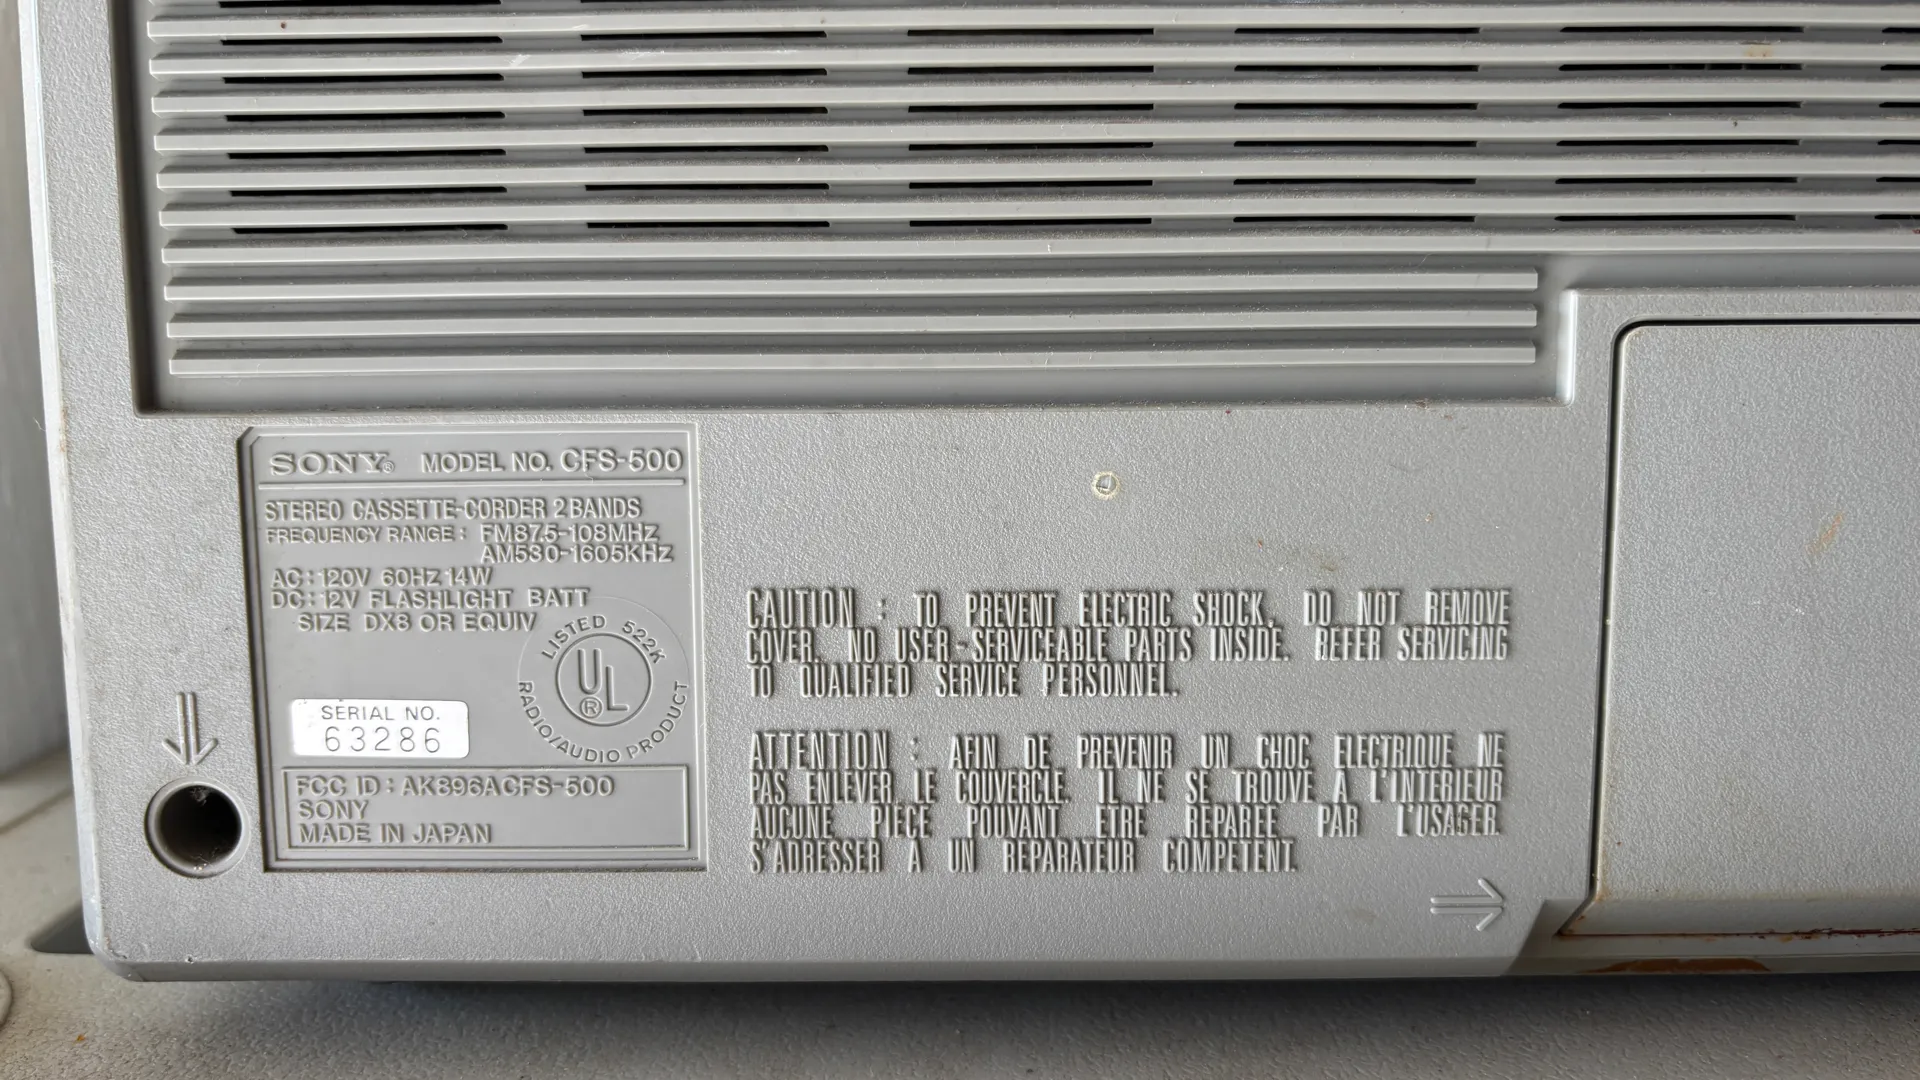 SONY® MODEL NO. CFS-500
STEREO CASSETTE-CORDER 2 BANDS
FREQUENCY RANGE : FM87.5-108MHz
AM530-1605KHz
AC : 120V 60Hz 14W
DC : 12V FLASHLIGHT BATT
SIZE DX8 OR EQUIV
LISTED 522K
UL®
RADIO/AUDIO PRODUCT
SERIAL NO.
63286
FCC ID : AK896ACFS-500
SONY
MADE IN JAPAN
CAUTION : TO PREVENT ELECTRIC SHOCK, DO NOT REMOVE
COVER. NO USER-SERVICEABLE PARTS INSIDE. REFER SERVICING
TO QUALIFIED SERVICE PERSONNEL.
ATTENTION : AFIN DE PREVENIR UN CHOC ELECTRIQUE NE
PAS ENLEVER LE COUVERCLE. IL NE SE TROUVE A L'INTERIEUR
AUCUNE PIECE POUVANT ETRE REPAREE PAR L'USAGER.
S'ADRESSER A UN REPARATEUR COMPETENT.